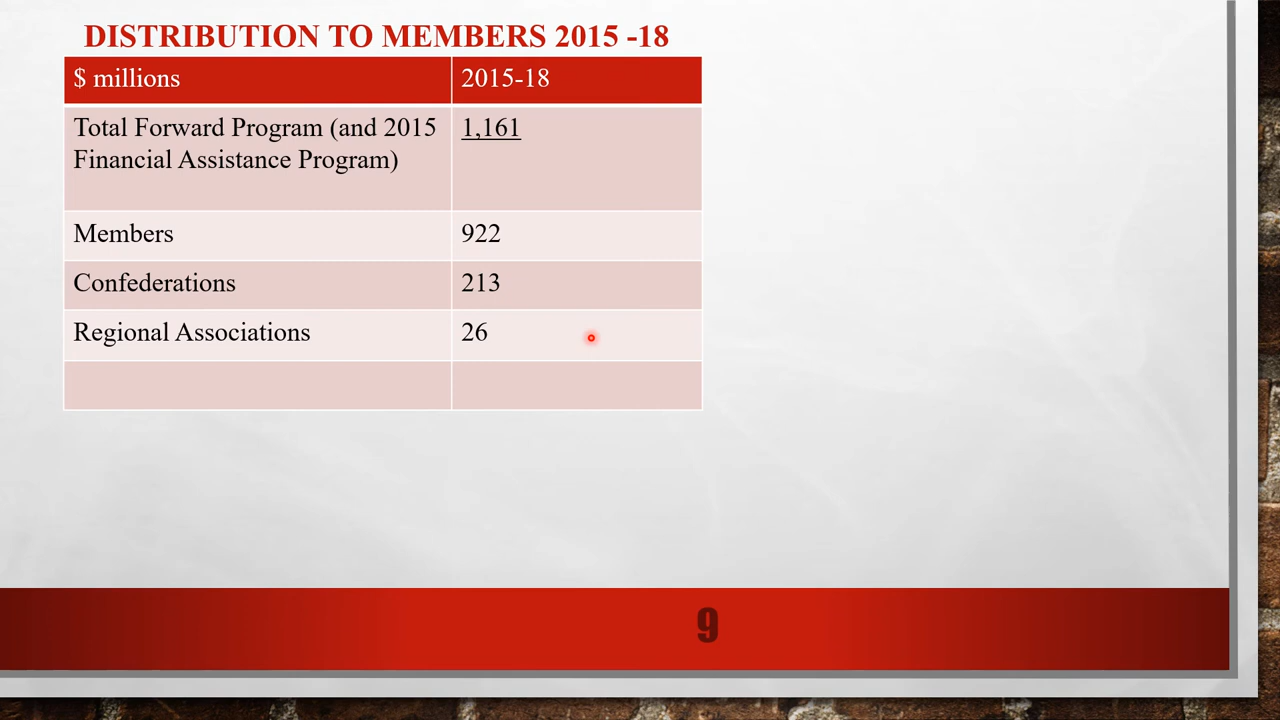 DISTRIBUTION TO MEMBERS 2015 -18
$ millions 2015-18
Total Forward Program (and 2015 1,161
Financial Assistance Program)
Members 922
Confederations 213
Regional Associations 26
9